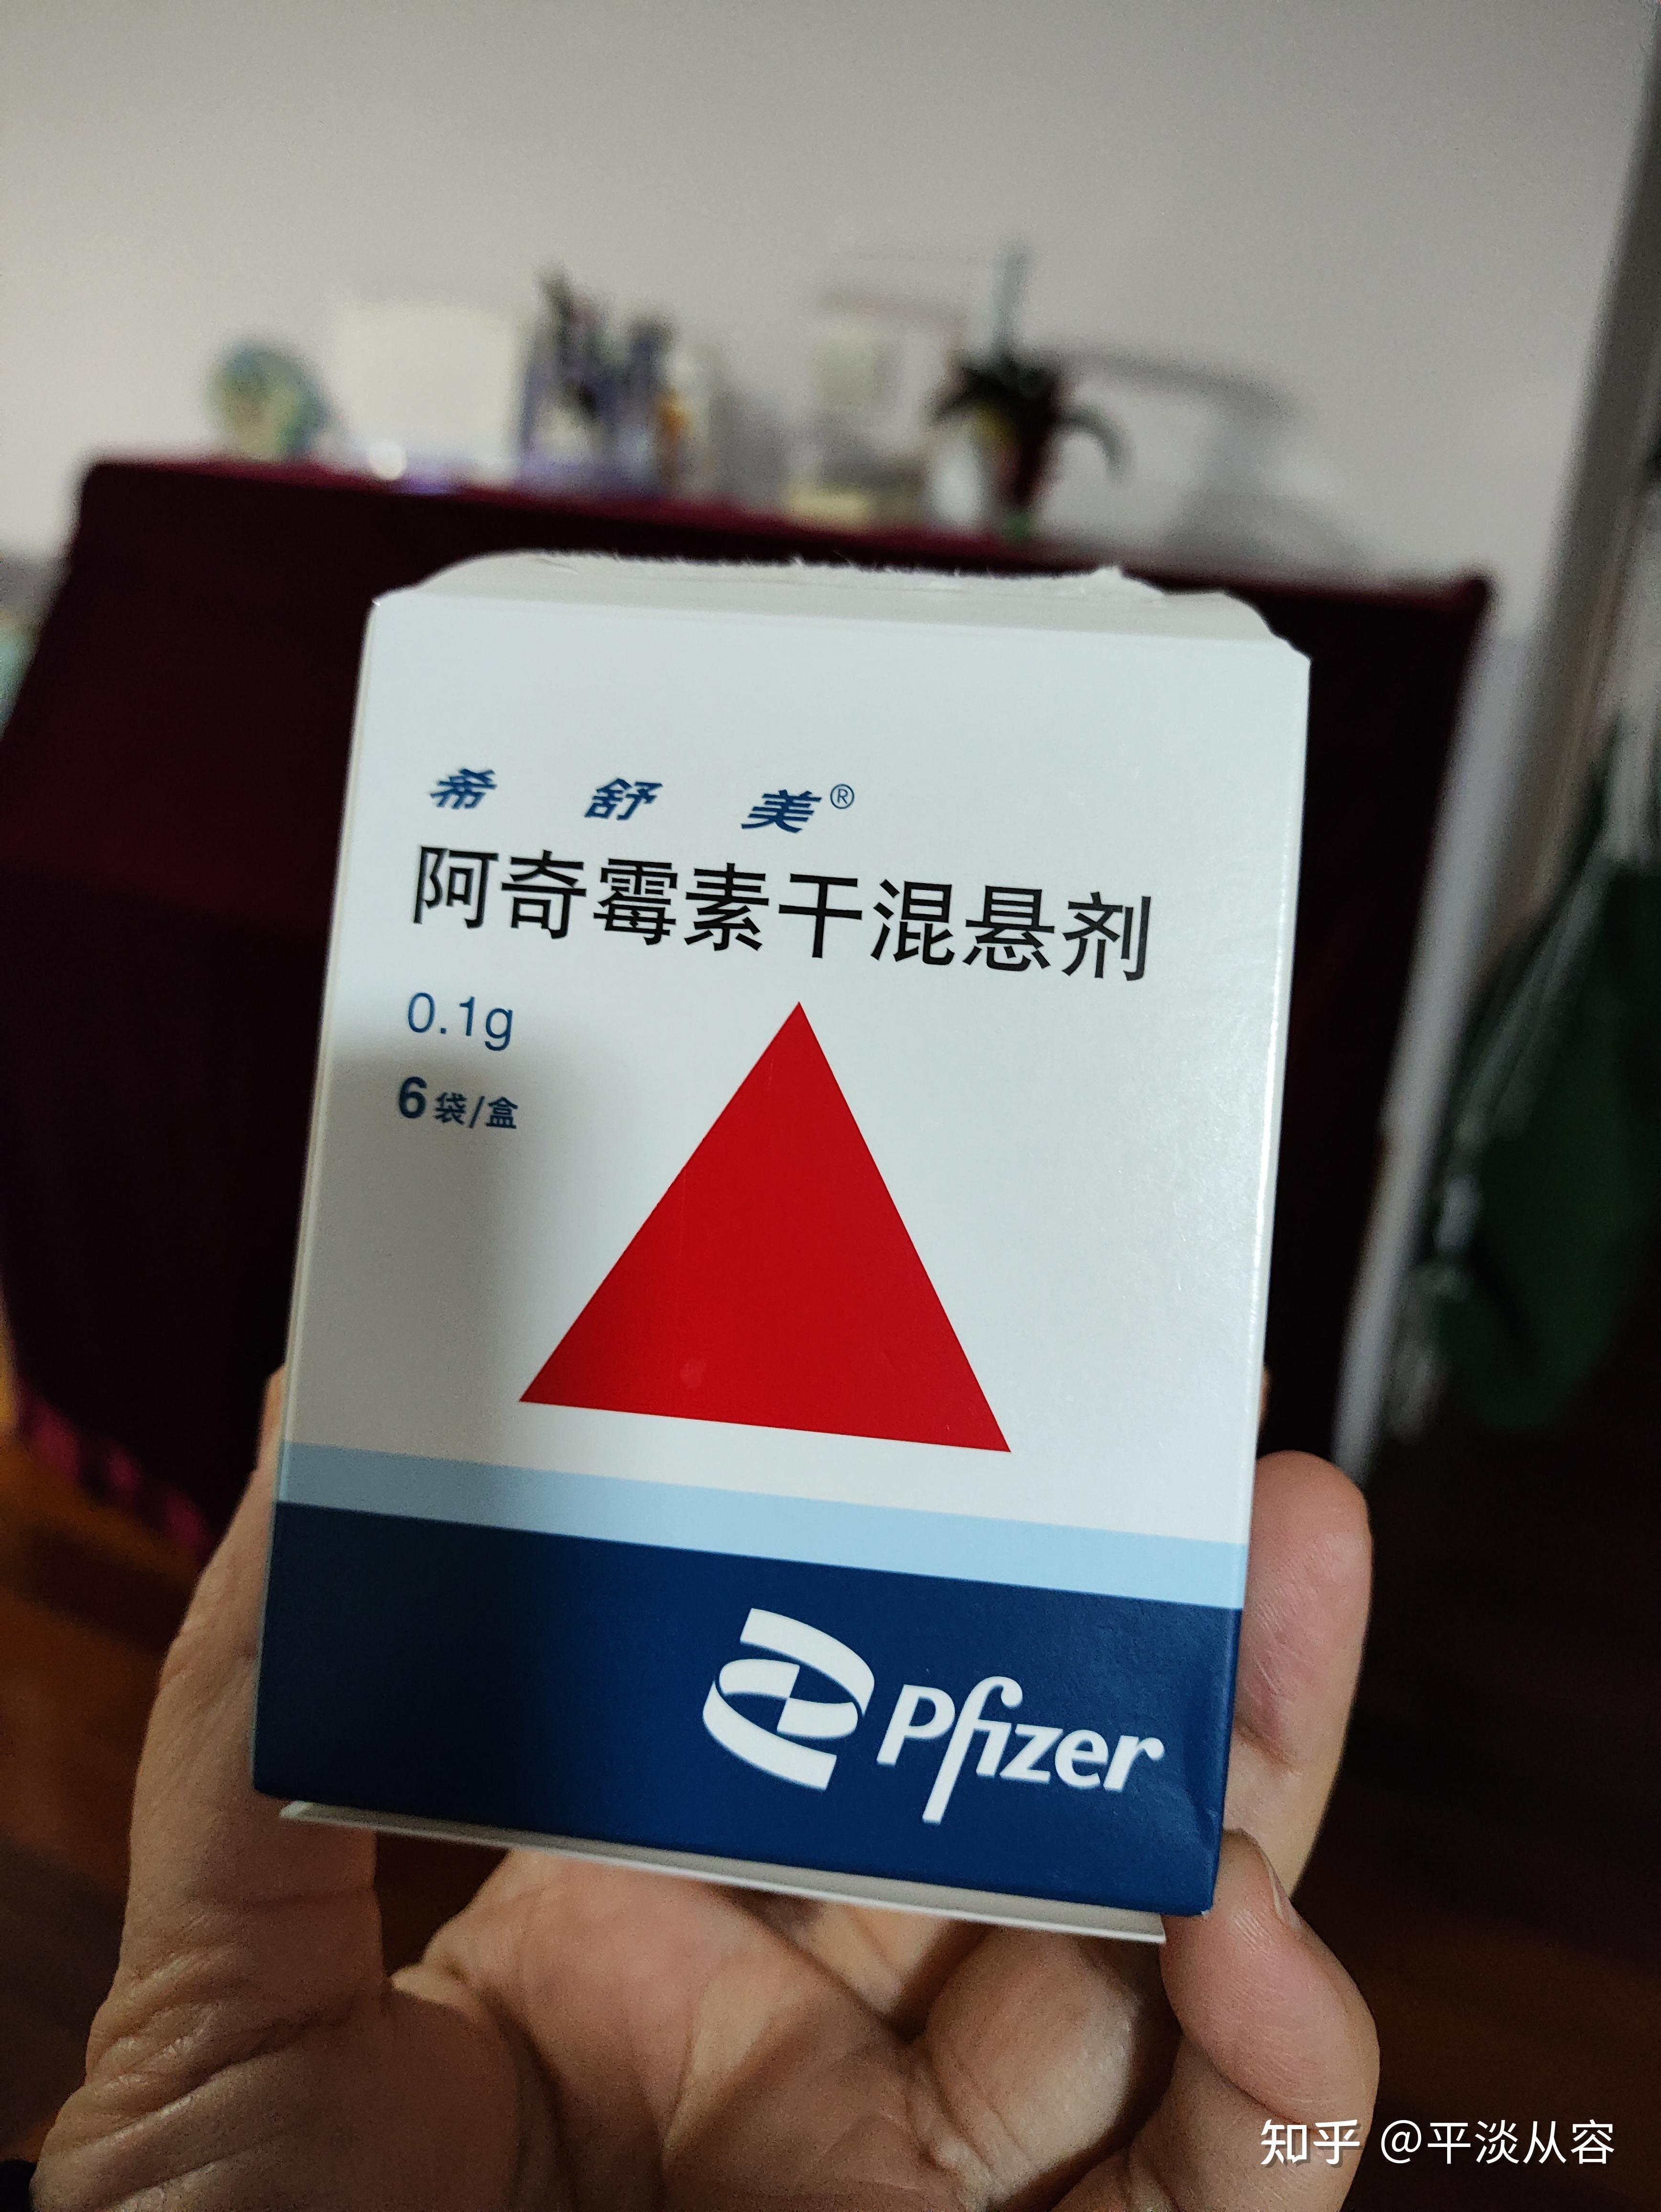 希舒美®
阿奇霉素干混悬剂
0.1g
6袋/盒
Pfizer
知乎 @平淡从容